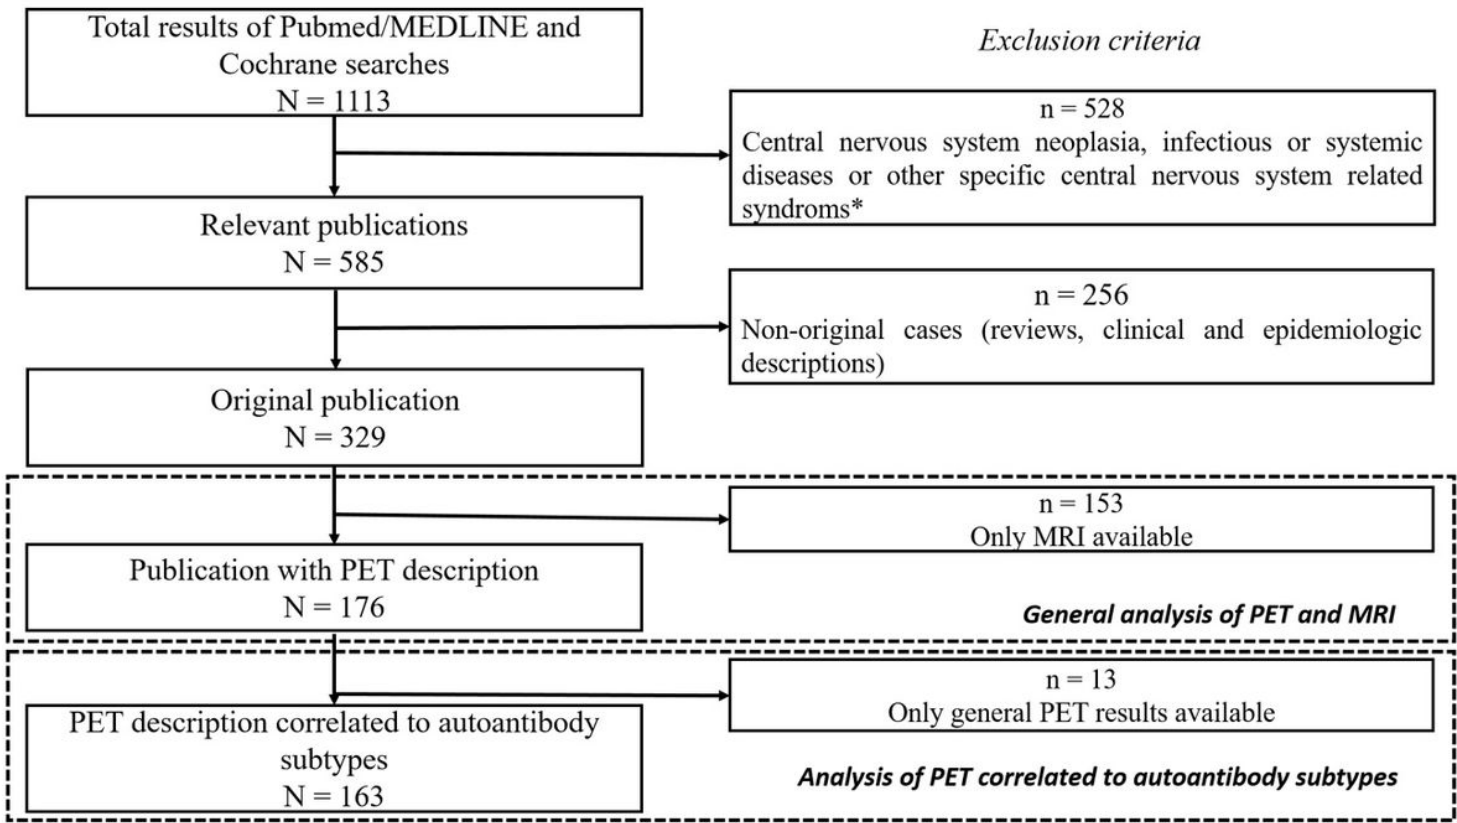 Total results of Pubmed/MEDLINE and
Cochrane searches
N = 1113
Exclusion criteria
n = 528
Central nervous system neoplasia, infectious or systemic
diseases or other specific central nervous system related
syndroms*
Relevant publications
N = 585
n = 256
Non-original cases (reviews, clinical and epidemiologic
descriptions)
Original publication
N = 329
n = 153
Only MRI available
Publication with PET description
N = 176
General analysis of PET and MRI
n = 13
Only general PET results available
PET description correlated to autoantibody
subtypes
N = 163
Analysis of PET correlated to autoantibody subtypes